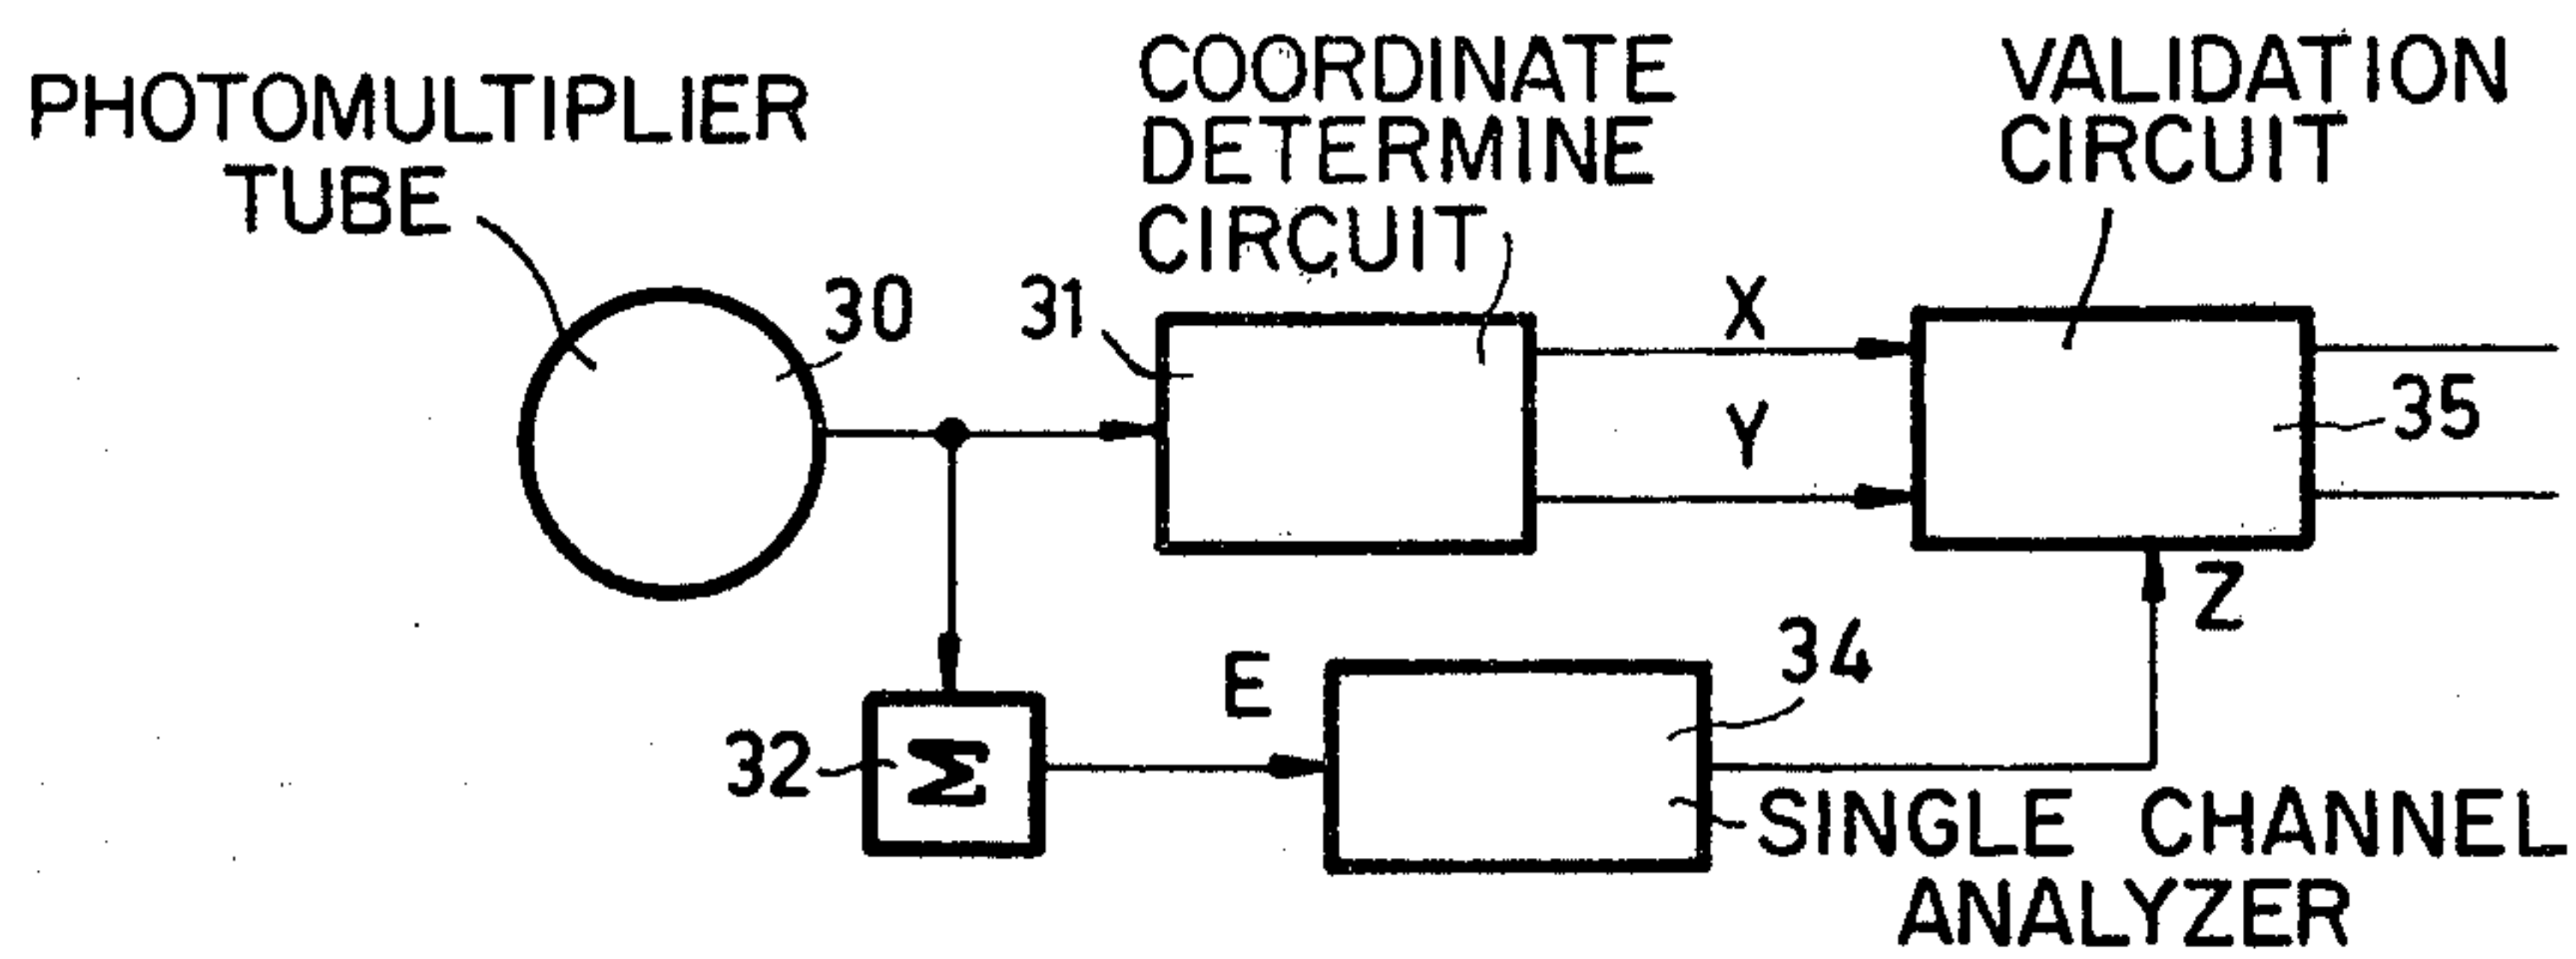 PHOTOMULTIPLIER
TUBE
COORDINATE
DETERMINE
CIRCUIT
VALIDATION
CIRCUIT
30
31
X
Y
35
Z
32
Σ
E
34
SINGLE CHANNEL
ANALYZER